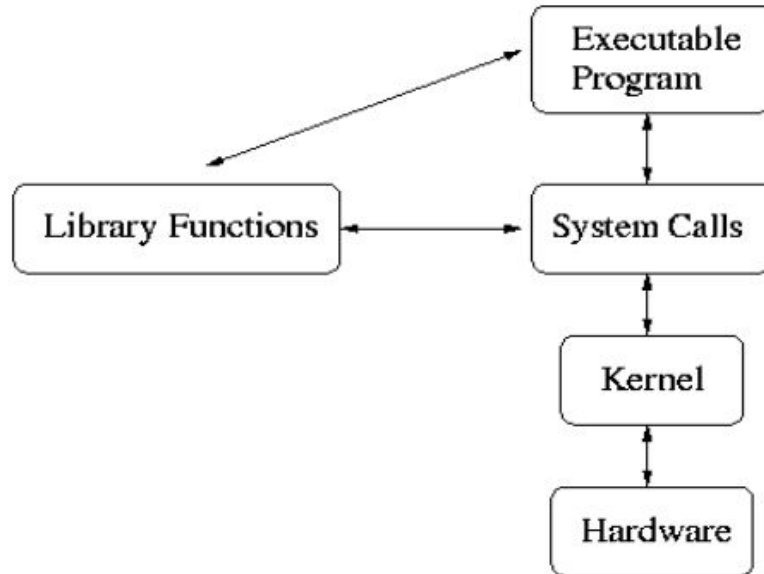 Executable
Program
Library Functions
System Calls
Kernel
Hardware